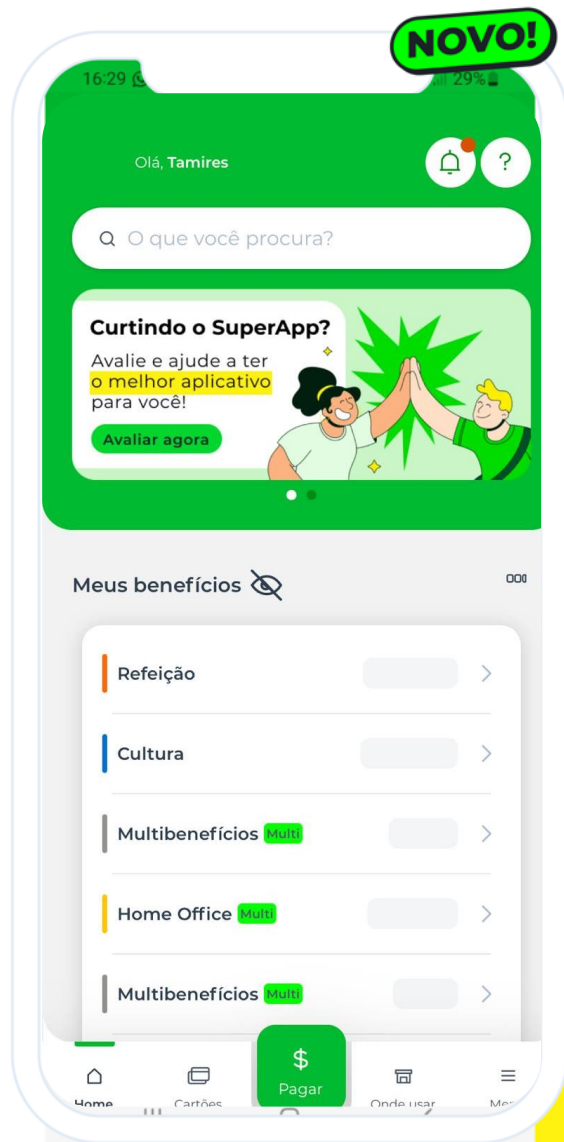 NOVO!
16:29
29%
Olá, Tamires
?
O que você procura?
Curtindo o SuperApp?
Avalie e ajude a ter
o melhor aplicativo
para você!
Avaliar agora
Meus benefícios
Refeição
Cultura
Multibenefícios Multi
Home Office Multi
Multibenefícios Multi
$
Pagar
Home
Cartões
Onde usar